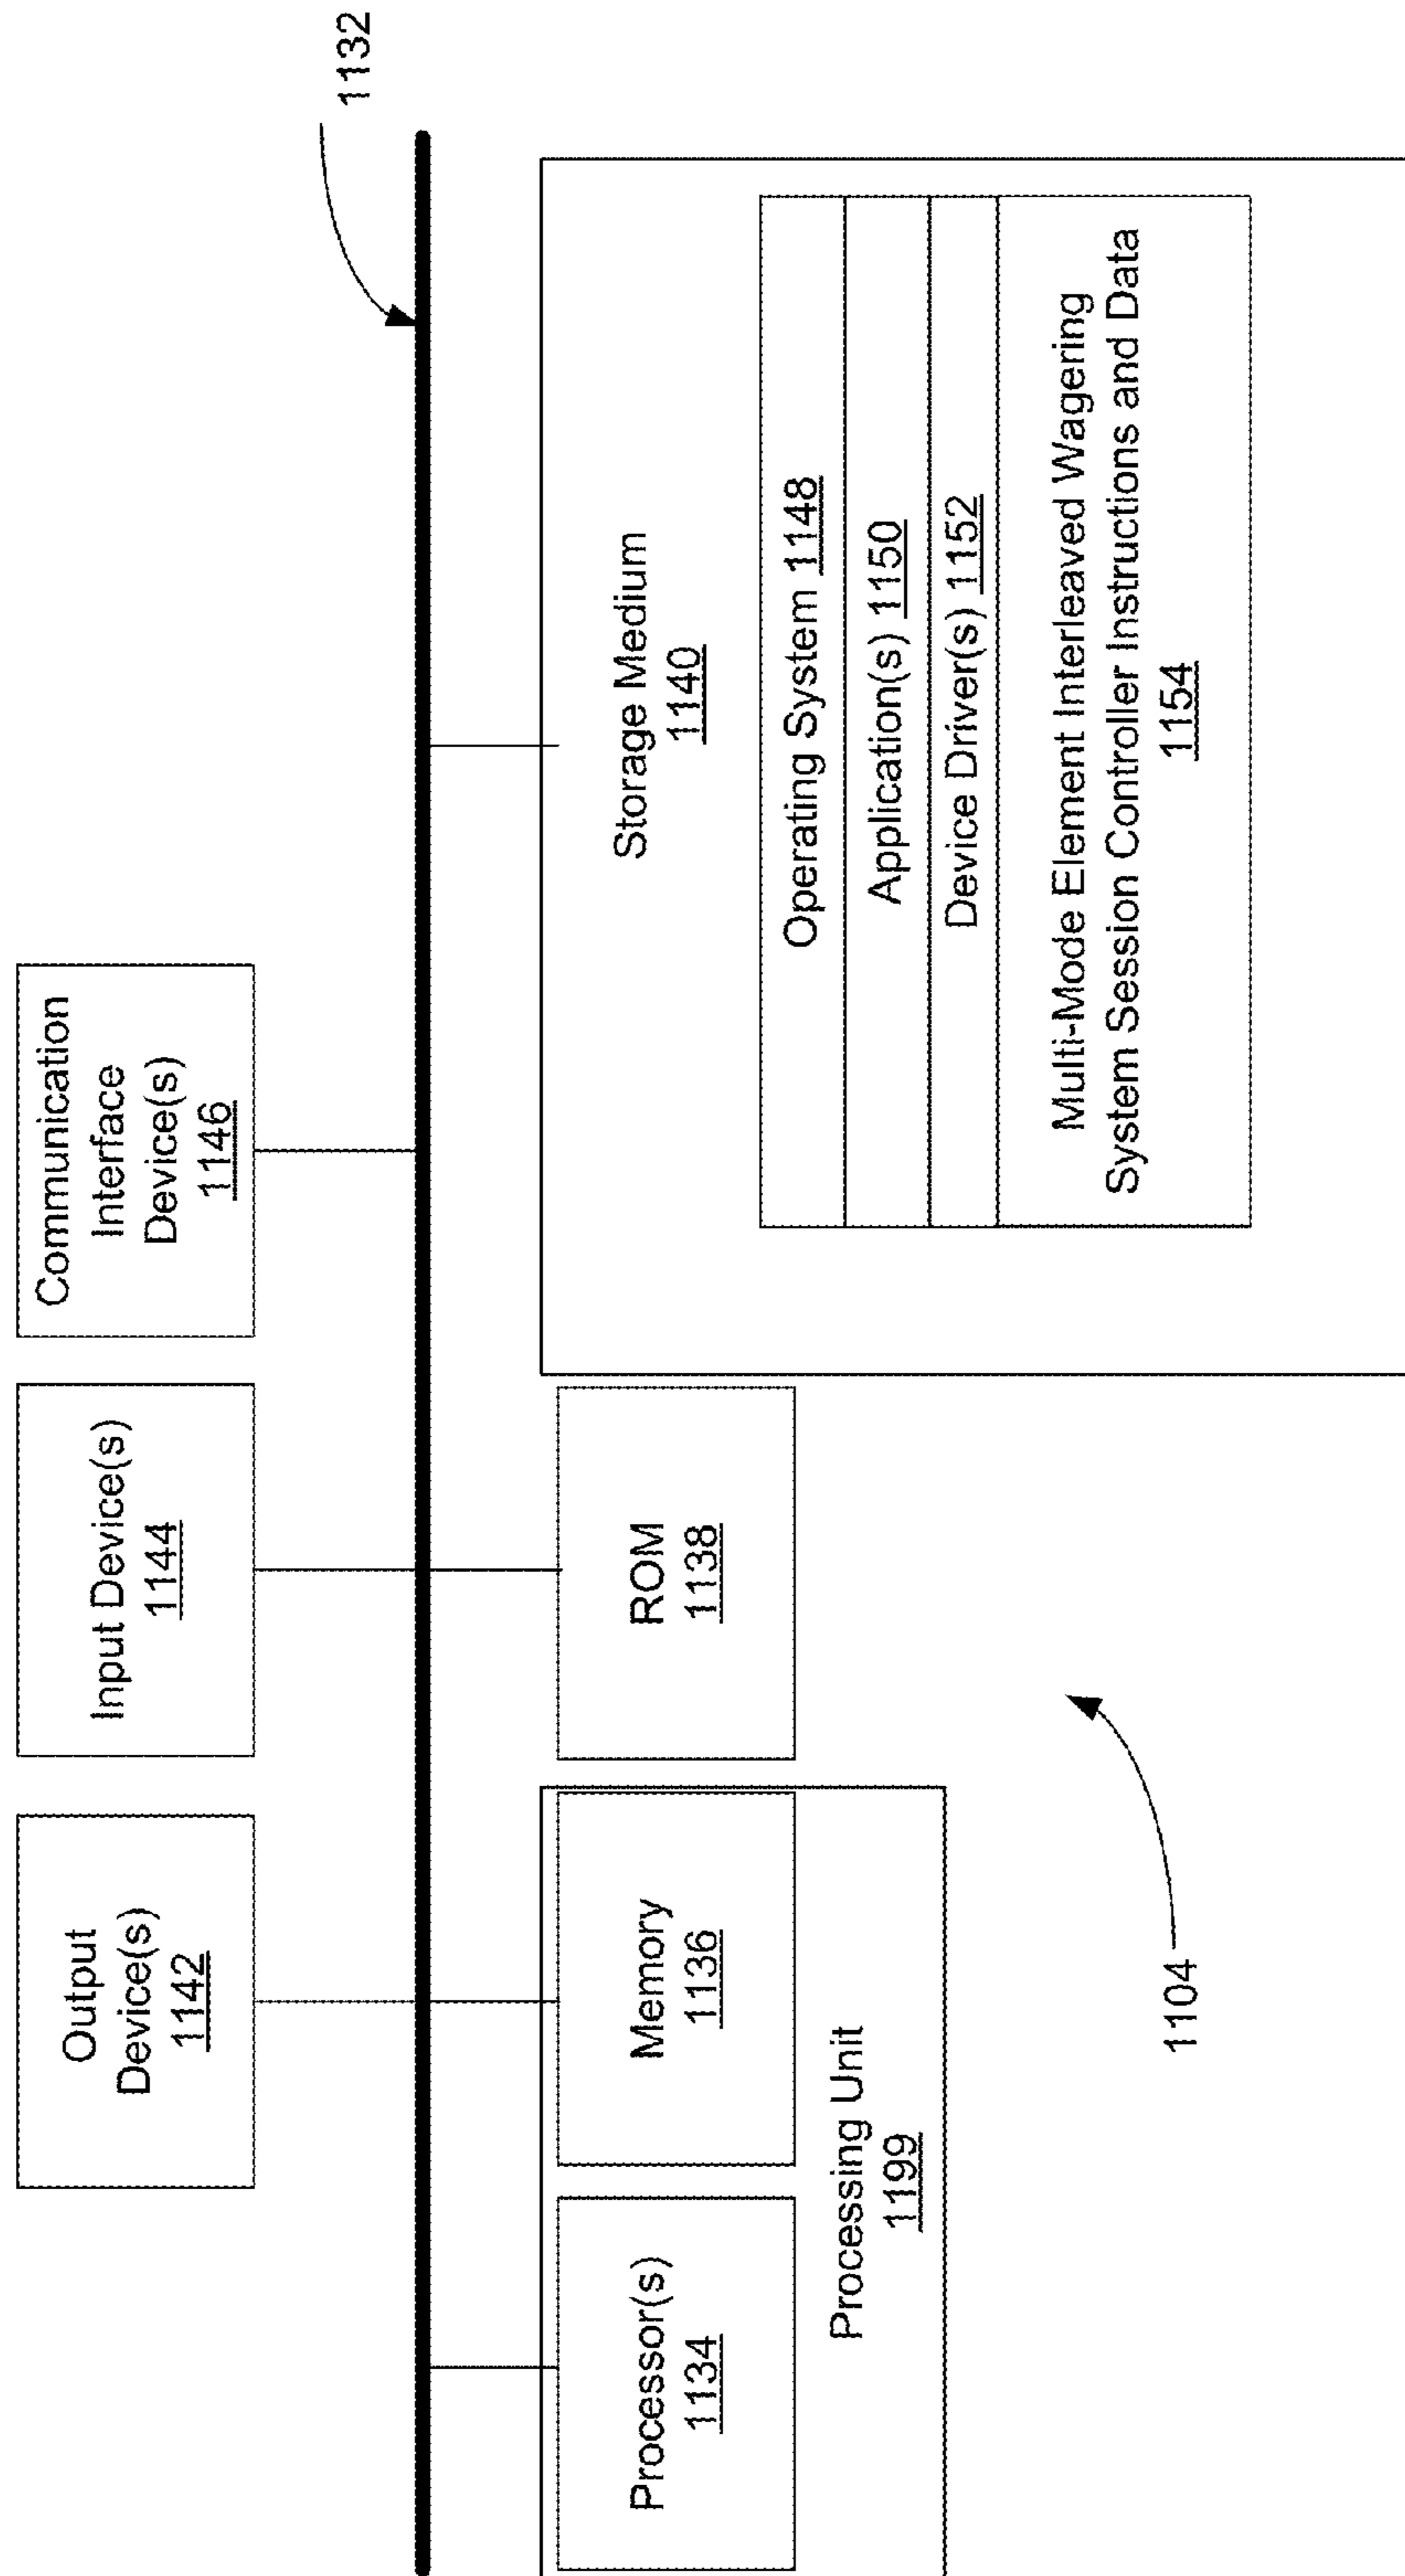 Output
Device(s)
1142
Input Device(s)
1144
Communication
Interface
Device(s)
1146
1132
Processor(s)
1134
Memory
1136
Processing Unit
1199
ROM
1138
Storage Medium
1140
Operating System 1148
Application(s) 1150
Device Driver(s) 1152
Multi-Mode Element Interleaved Wagering
System Session Controller Instructions and Data
1154
1104